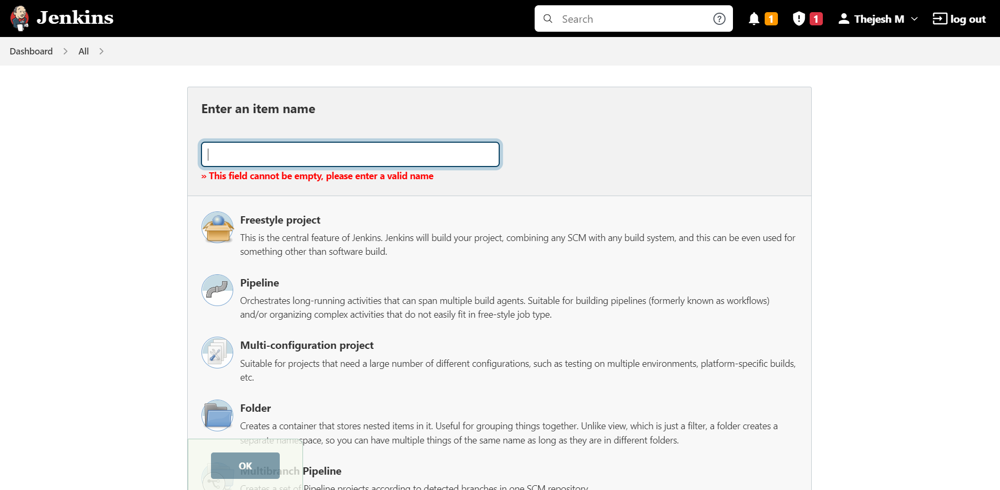 Jenkins
Search
1
1
Thejesh M
log out
Dashboard
All
Enter an item name
» This field cannot be empty, please enter a valid name
Freestyle project
This is the central feature of Jenkins. Jenkins will build your project, combining any SCM with any build system, and this can be even used for
something other than software build.
Pipeline
Orchestrates long-running activities that can span multiple build agents. Suitable for building pipelines (formerly known as workflows)
and/or organizing complex activities that do not easily fit in free-style job type.
Multi-configuration project
Suitable for projects that need a large number of different configurations, such as testing on multiple environments, platform-specific builds,
etc.
Folder
Creates a container that stores nested items in it. Useful for grouping things together. Unlike view, which is just a filter, a folder creates a
separate namespace, so you can have multiple things of the same name as long as they are in different folders.
OK
Multibranch Pipeline
Creates a set of Pipeline projects according to detected branches in one SCM repository.